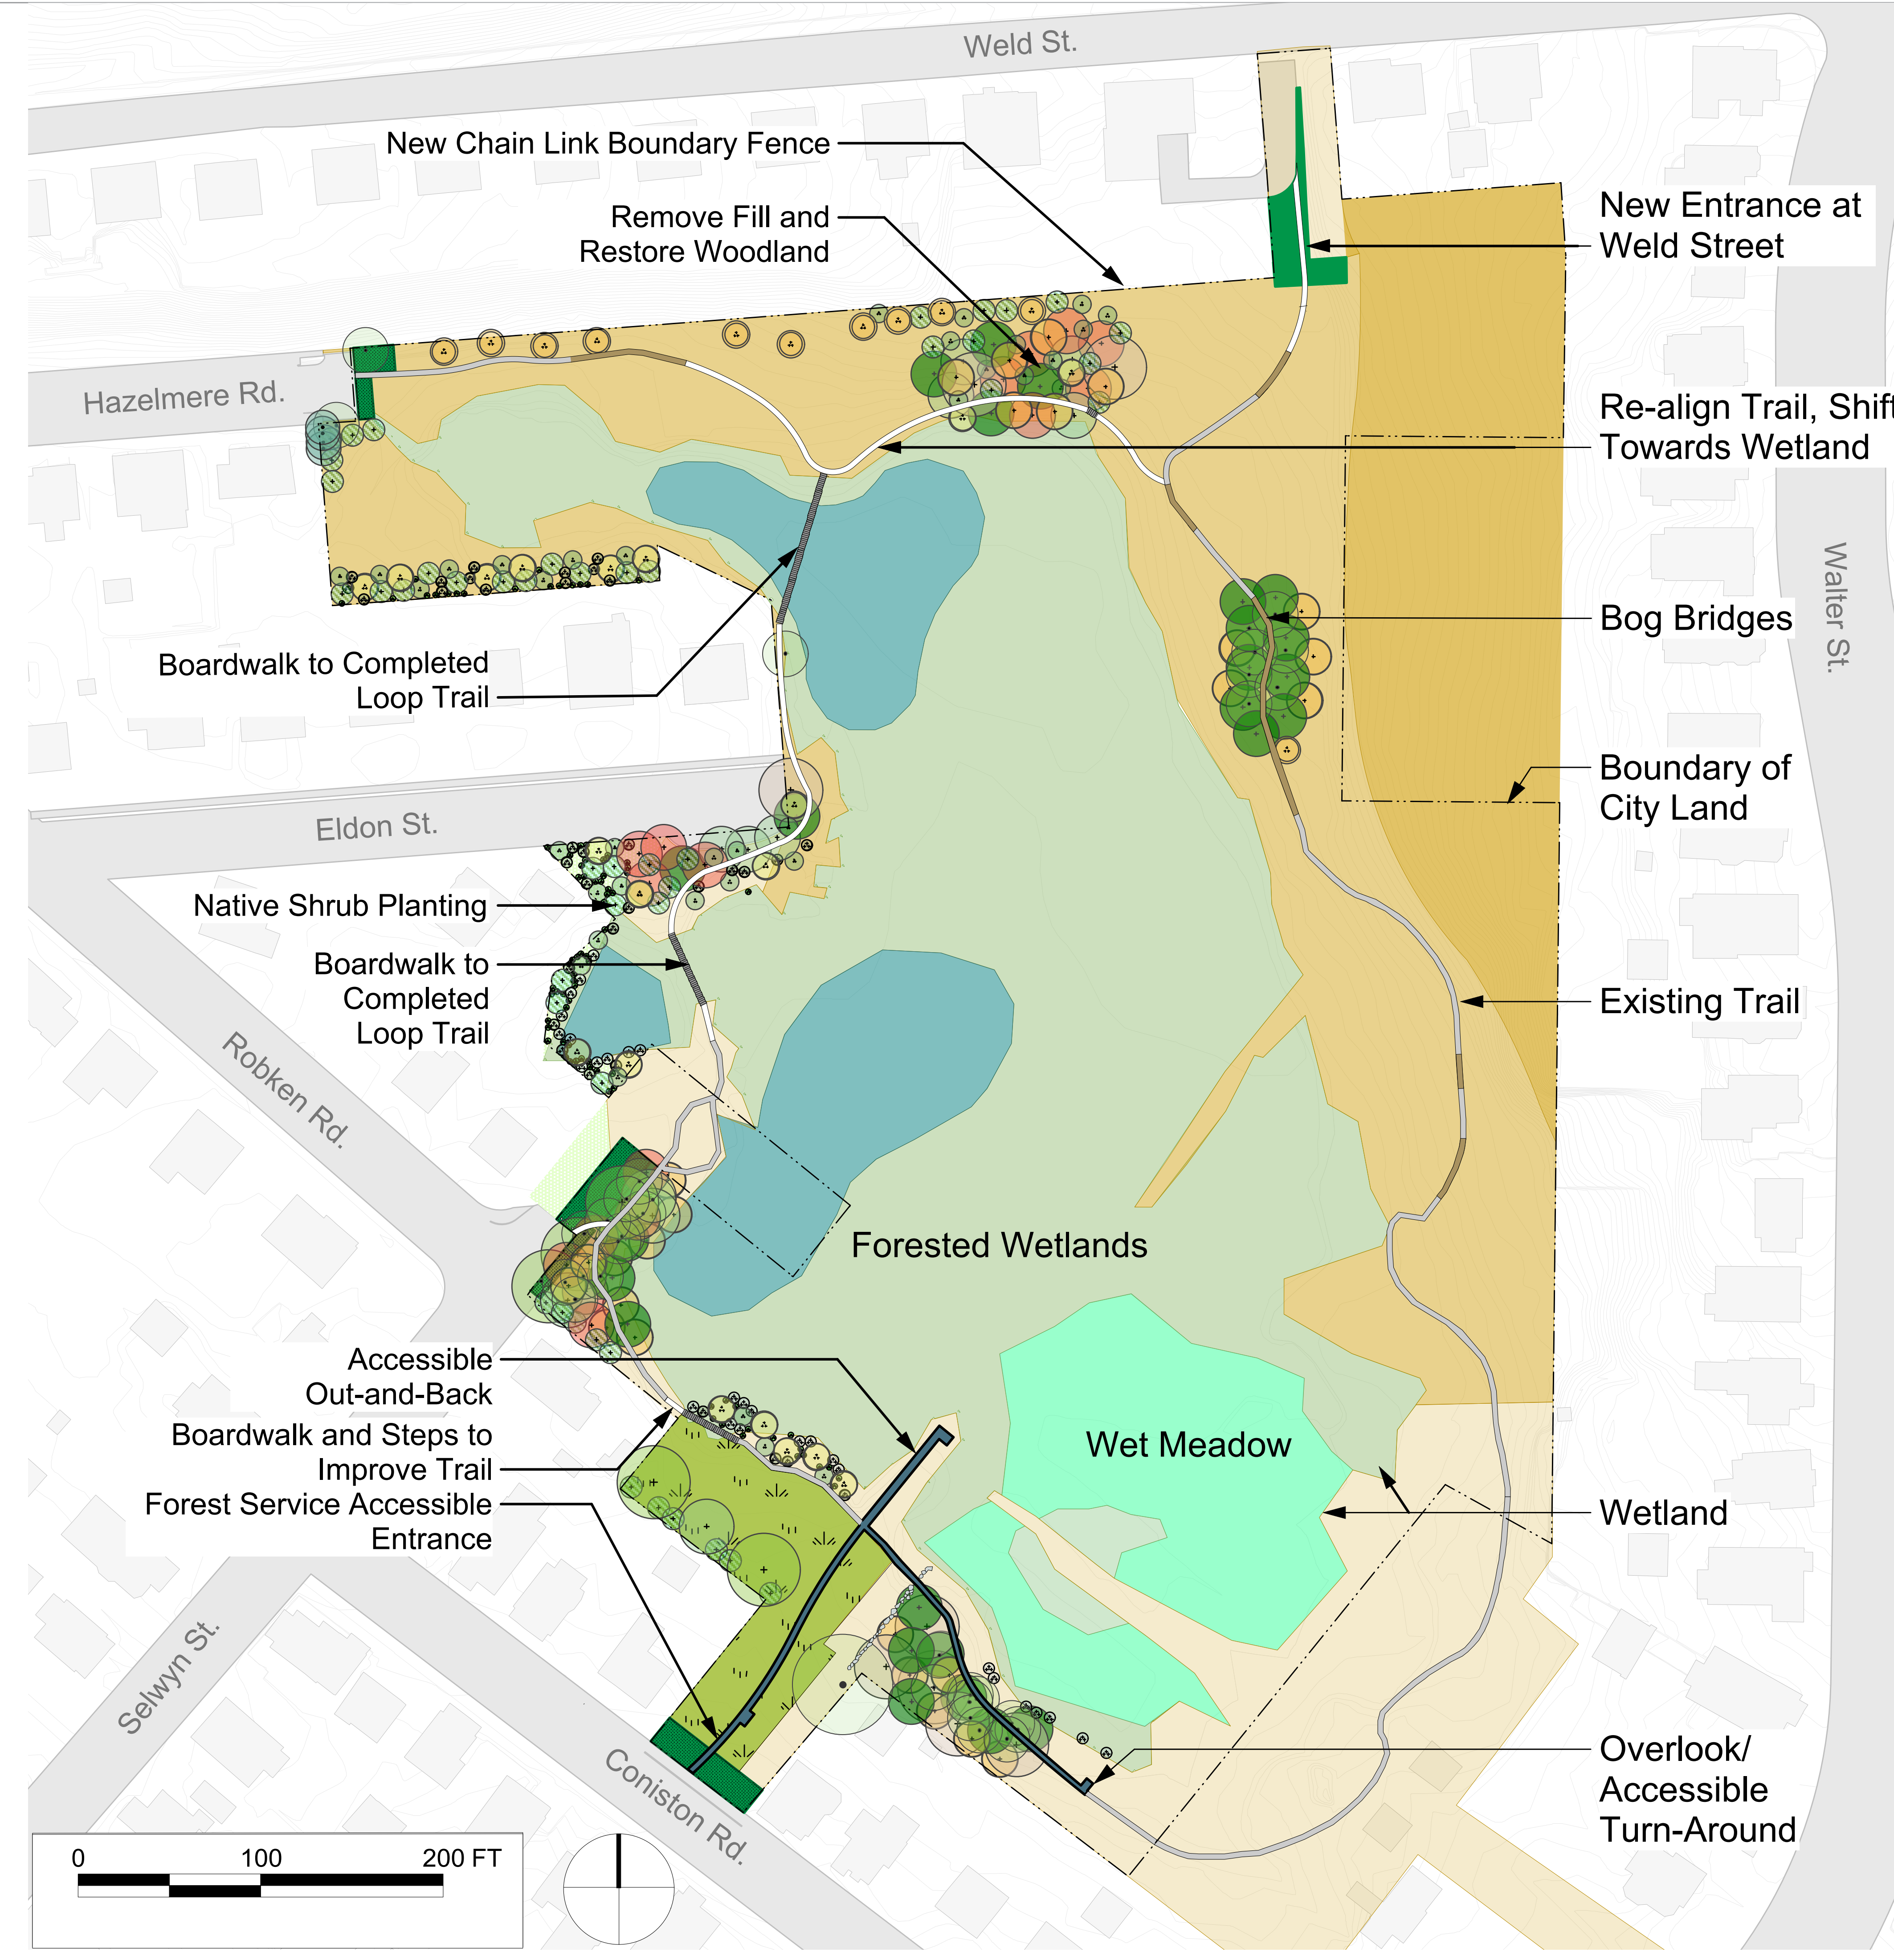 Weld St.
New Chain Link Boundary Fence
Remove Fill and
Restore Woodland
New Entrance at
Weld Street
Hazelmere Rd.
Re-align Trail, Shift
Towards Wetland
Walter St.
Bog Bridges
Boardwalk to Completed
Loop Trail
Boundary of
City Land
Eldon St.
Native Shrub Planting
Boardwalk to
Completed
Loop Trail
Existing Trail
Robken Rd.
Forested Wetlands
Accessible
Out-and-Back
Boardwalk and Steps to
Improve Trail
Forest Service Accessible
Entrance
Wet Meadow
Wetland
Selwyn St.
Coniston Rd.
Overlook/
Accessible
Turn-Around
0 100 200 FT